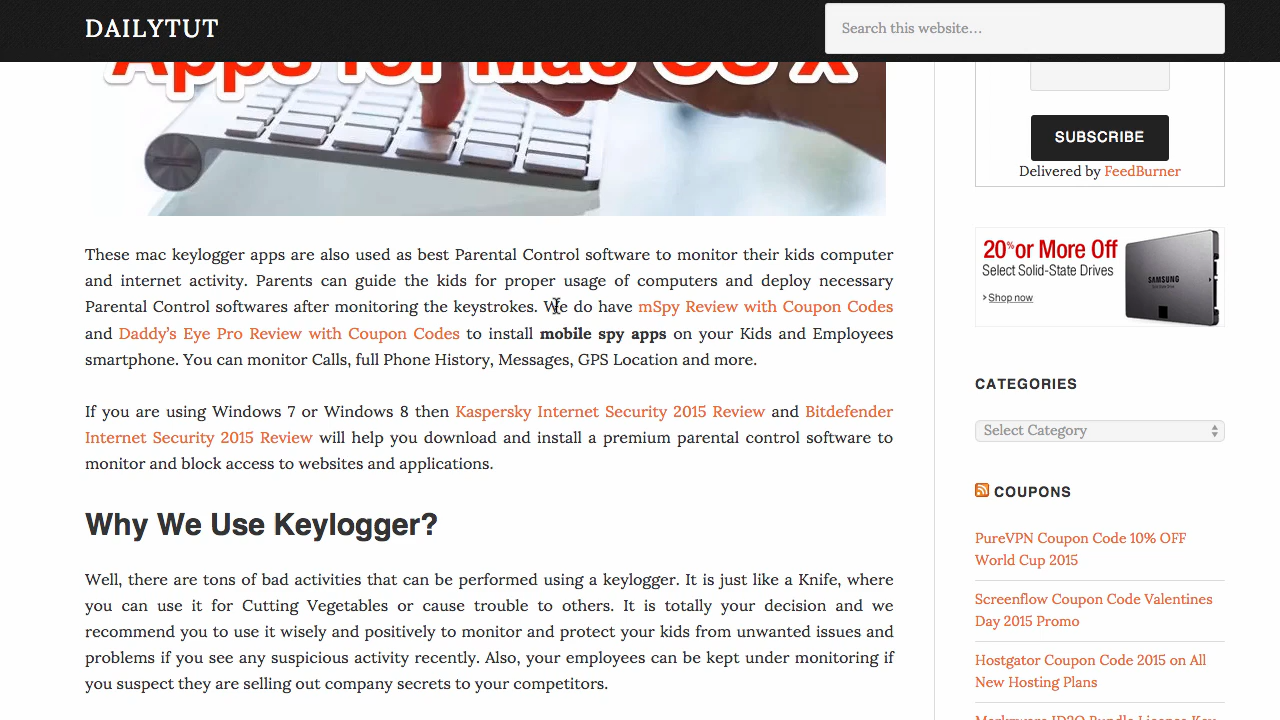 DAILYTUT
Search this website...
Apps for Mac OS X
SUBSCRIBE
Delivered by FeedBurner
These mac keylogger apps are also used as best Parental Control software to monitor their kids computer
and internet activity. Parents can guide the kids for proper usage of computers and deploy necessary
Parental Control softwares after monitoring the keystrokes. We do have mSpy Review with Coupon Codes
and Daddy's Eye Pro Review with Coupon Codes to install mobile spy apps on your Kids and Employees
smartphone. You can monitor Calls, full Phone History, Messages, GPS Location and more.
If you are using Windows 7 or Windows 8 then Kaspersky Internet Security 2015 Review and Bitdefender
Internet Security 2015 Review will help you download and install a premium parental control software to
monitor and block access to websites and applications.
Why We Use Keylogger?
Well, there are tons of bad activities that can be performed using a keylogger. It is just like a Knife, where
you can use it for Cutting Vegetables or cause trouble to others. It is totally your decision and we
recommend you to use it wisely and positively to monitor and protect your kids from unwanted issues and
problems if you see any suspicious activity recently. Also, your employees can be kept under monitoring if
you suspect they are selling out company secrets to your competitors.
20% or More Off
Select Solid-State Drives
› Shop now
SAMSUNG
CATEGORIES
Select Category
COUPONS
PureVPN Coupon Code 10% OFF
World Cup 2015
Screenflow Coupon Code Valentines
Day 2015 Promo
Hostgator Coupon Code 2015 on All
New Hosting Plans